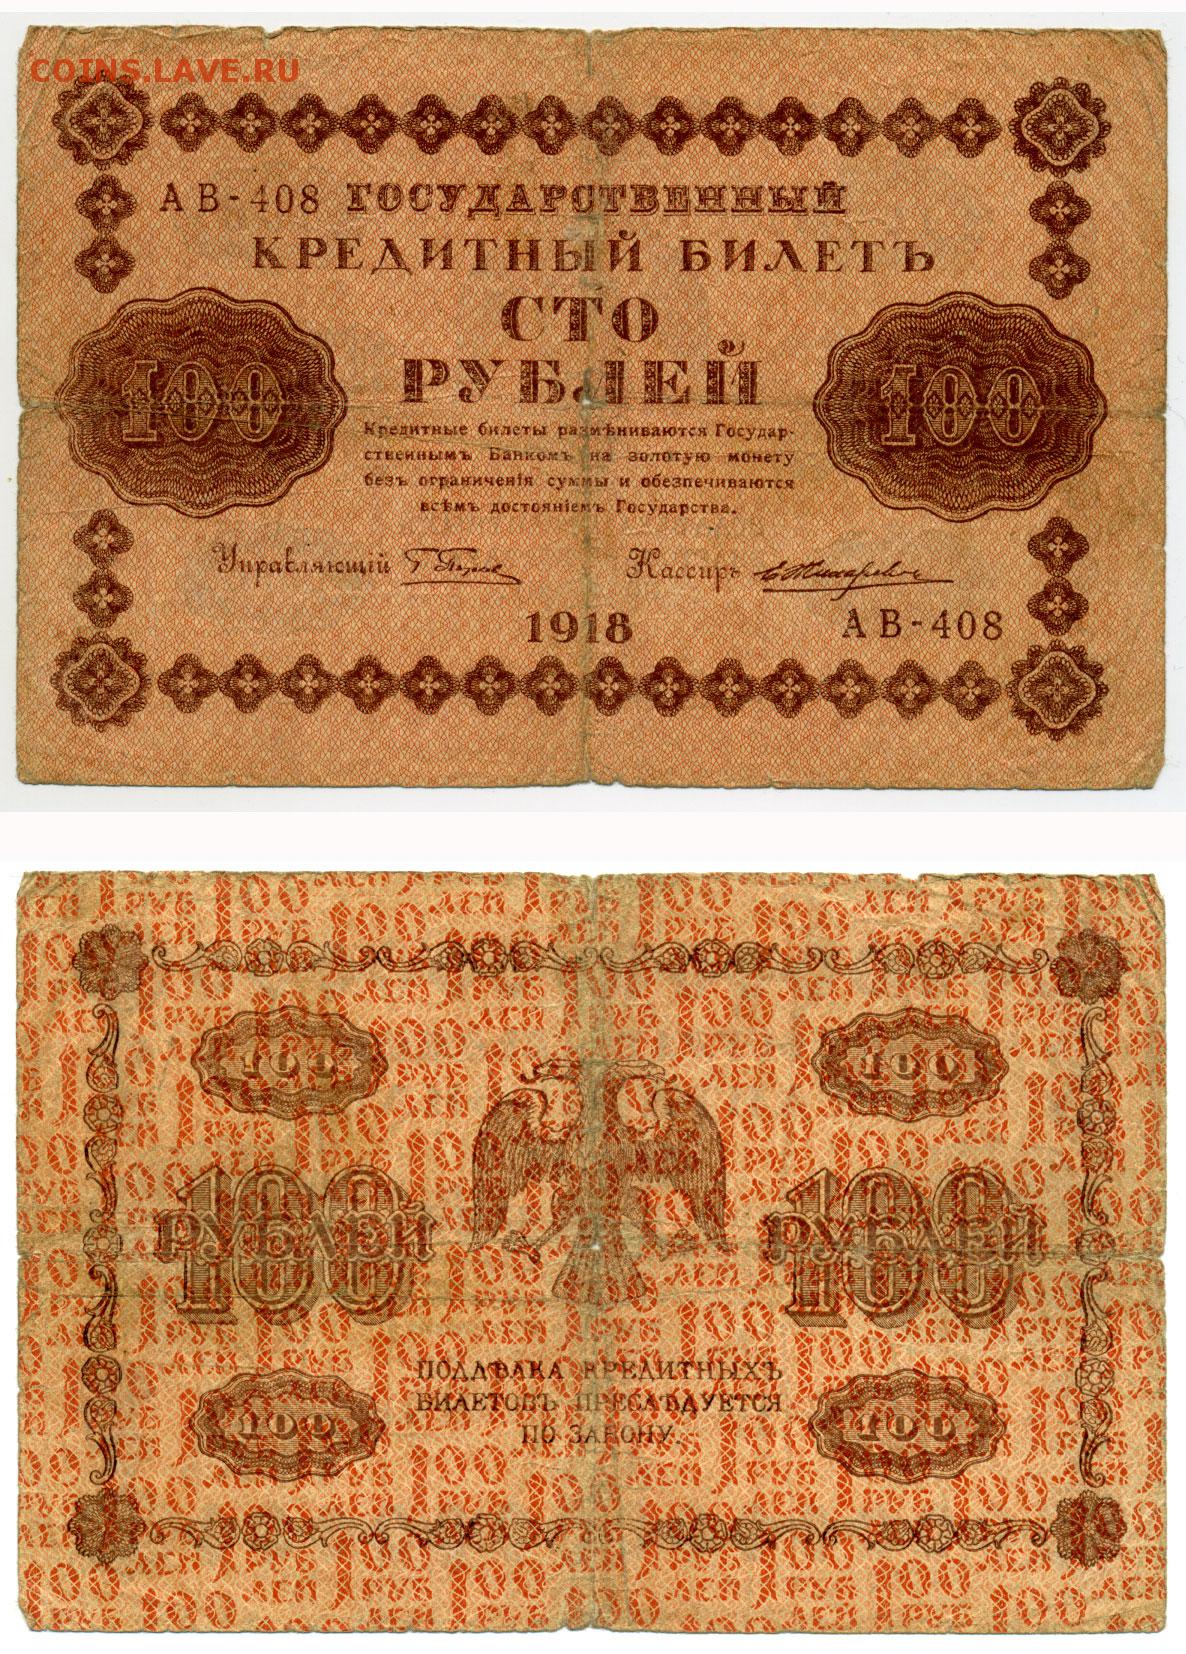 COINS.LAVE.RU
АВ-408 ГОСУДАРСТВЕННЫЙ
КРЕДИТНЫЙ БИЛЕТЪ
СТО
РУБЛЕЙ
100 100
Кредитные билеты размѣниваются Государ-
ственнымъ Банкомъ на золотую монету
безъ ограниченія суммы и обезпечиваются
всѣмъ достояніемъ Государства.
Управляющій Кассиръ
1918 АВ-408
100 100
100 100
РУБЛЕЙ РУБЛЕЙ
100 100
ПОДДѢЛКА КРЕДИТНЫХЪ
БИЛЕТОВЪ ПРЕСЛѢДУЕТСЯ
ПО ЗАКОНУ.
100 100